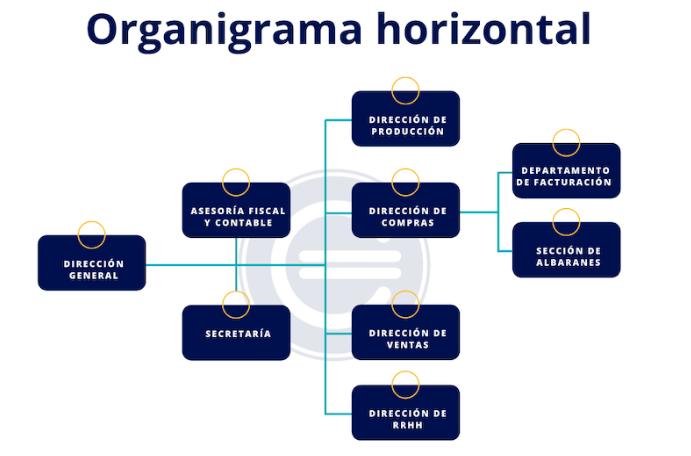 Organigrama horizontal
DIRECCIÓN
GENERAL
ASESORÍA FISCAL
Y CONTABLE
SECRETARÍA
DIRECCIÓN DE
PRODUCCIÓN
DIRECCIÓN DE
COMPRAS
DIRECCIÓN DE
VENTAS
DIRECCIÓN DE
RRHH
DEPARTAMENTO
DE FACTURACIÓN
SECCIÓN DE
ALBARANES